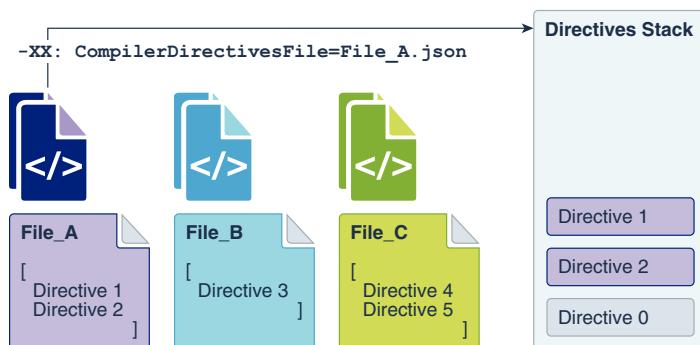 Directives Stack
-XX: CompilerDirectivesFile=File_A.json
</>
</>
</>
File_A
[
Directive 1
Directive 2
]
File_B
[
Directive 3
]
File_C
[
Directive 4
Directive 5
]
Directive 1
Directive 2
Directive 0